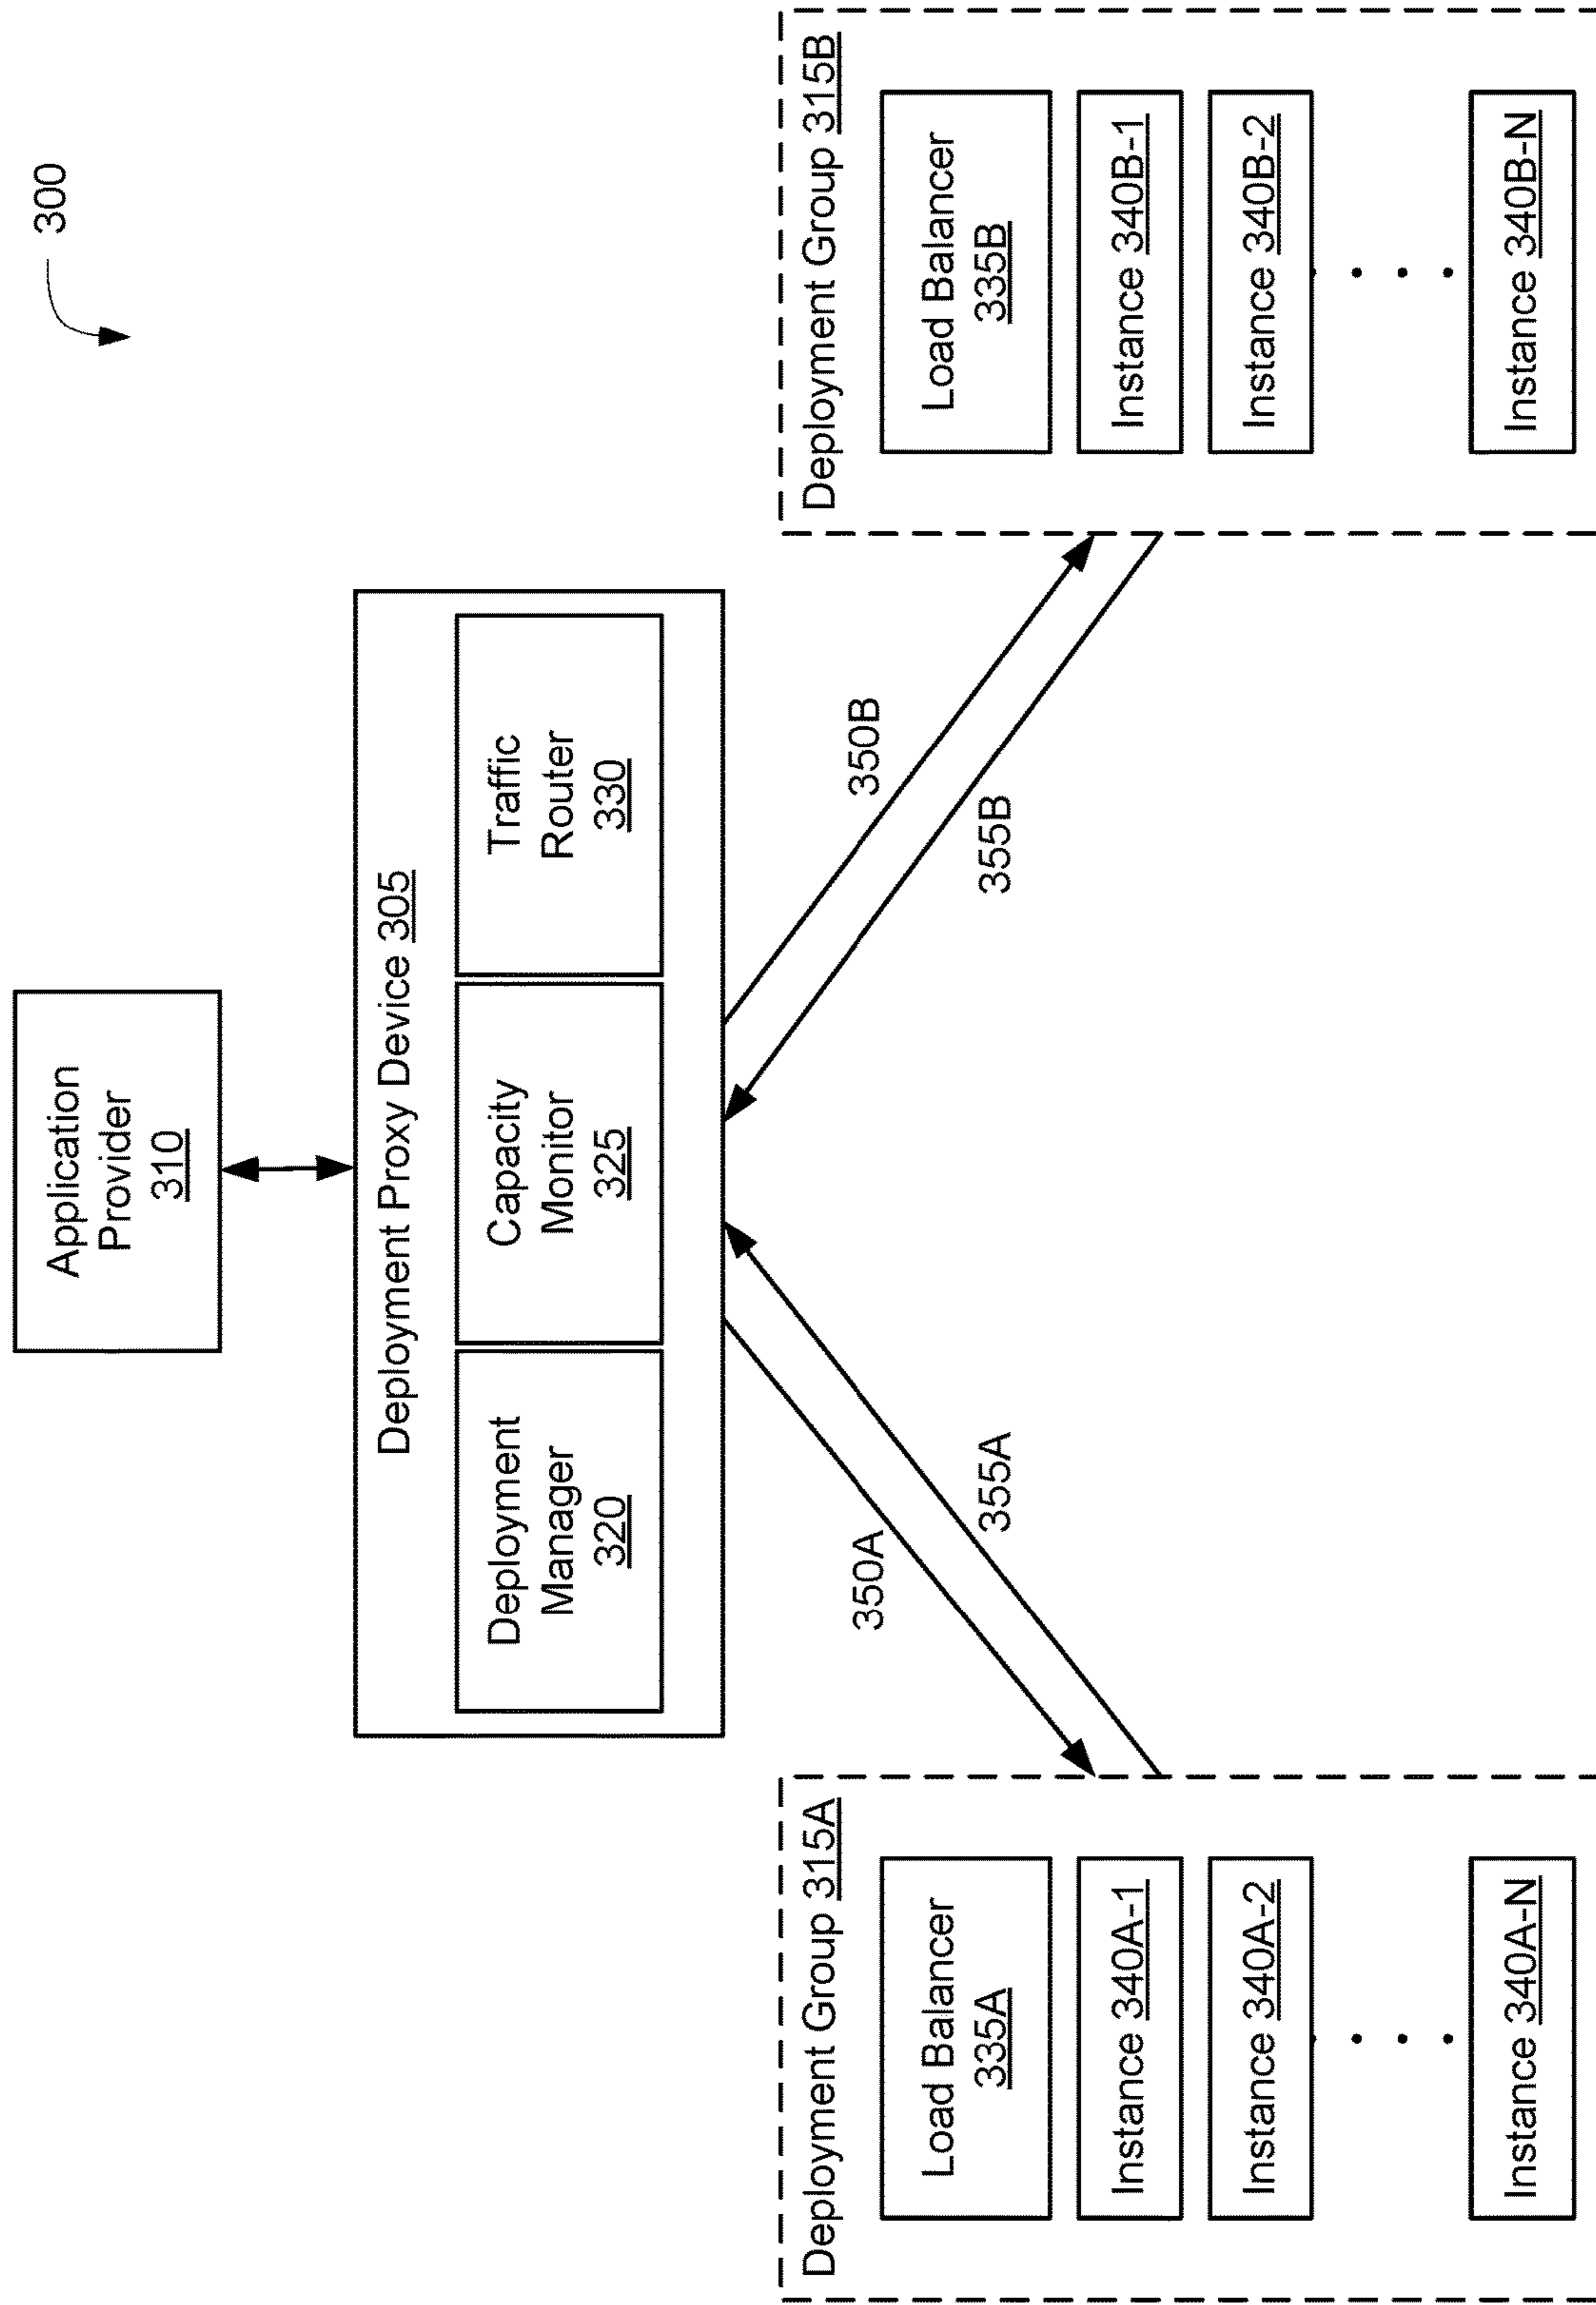 300
Application
Provider
310
Deployment Proxy Device 305
Deployment
Manager
320
Capacity
Monitor
325
Traffic
Router
330
350A
355A
350B
355B
Deployment Group 315A
Load Balancer
335A
Instance 340A-1
Instance 340A-2
Instance 340A-N
Deployment Group 315B
Load Balancer
335B
Instance 340B-1
Instance 340B-2
Instance 340B-N